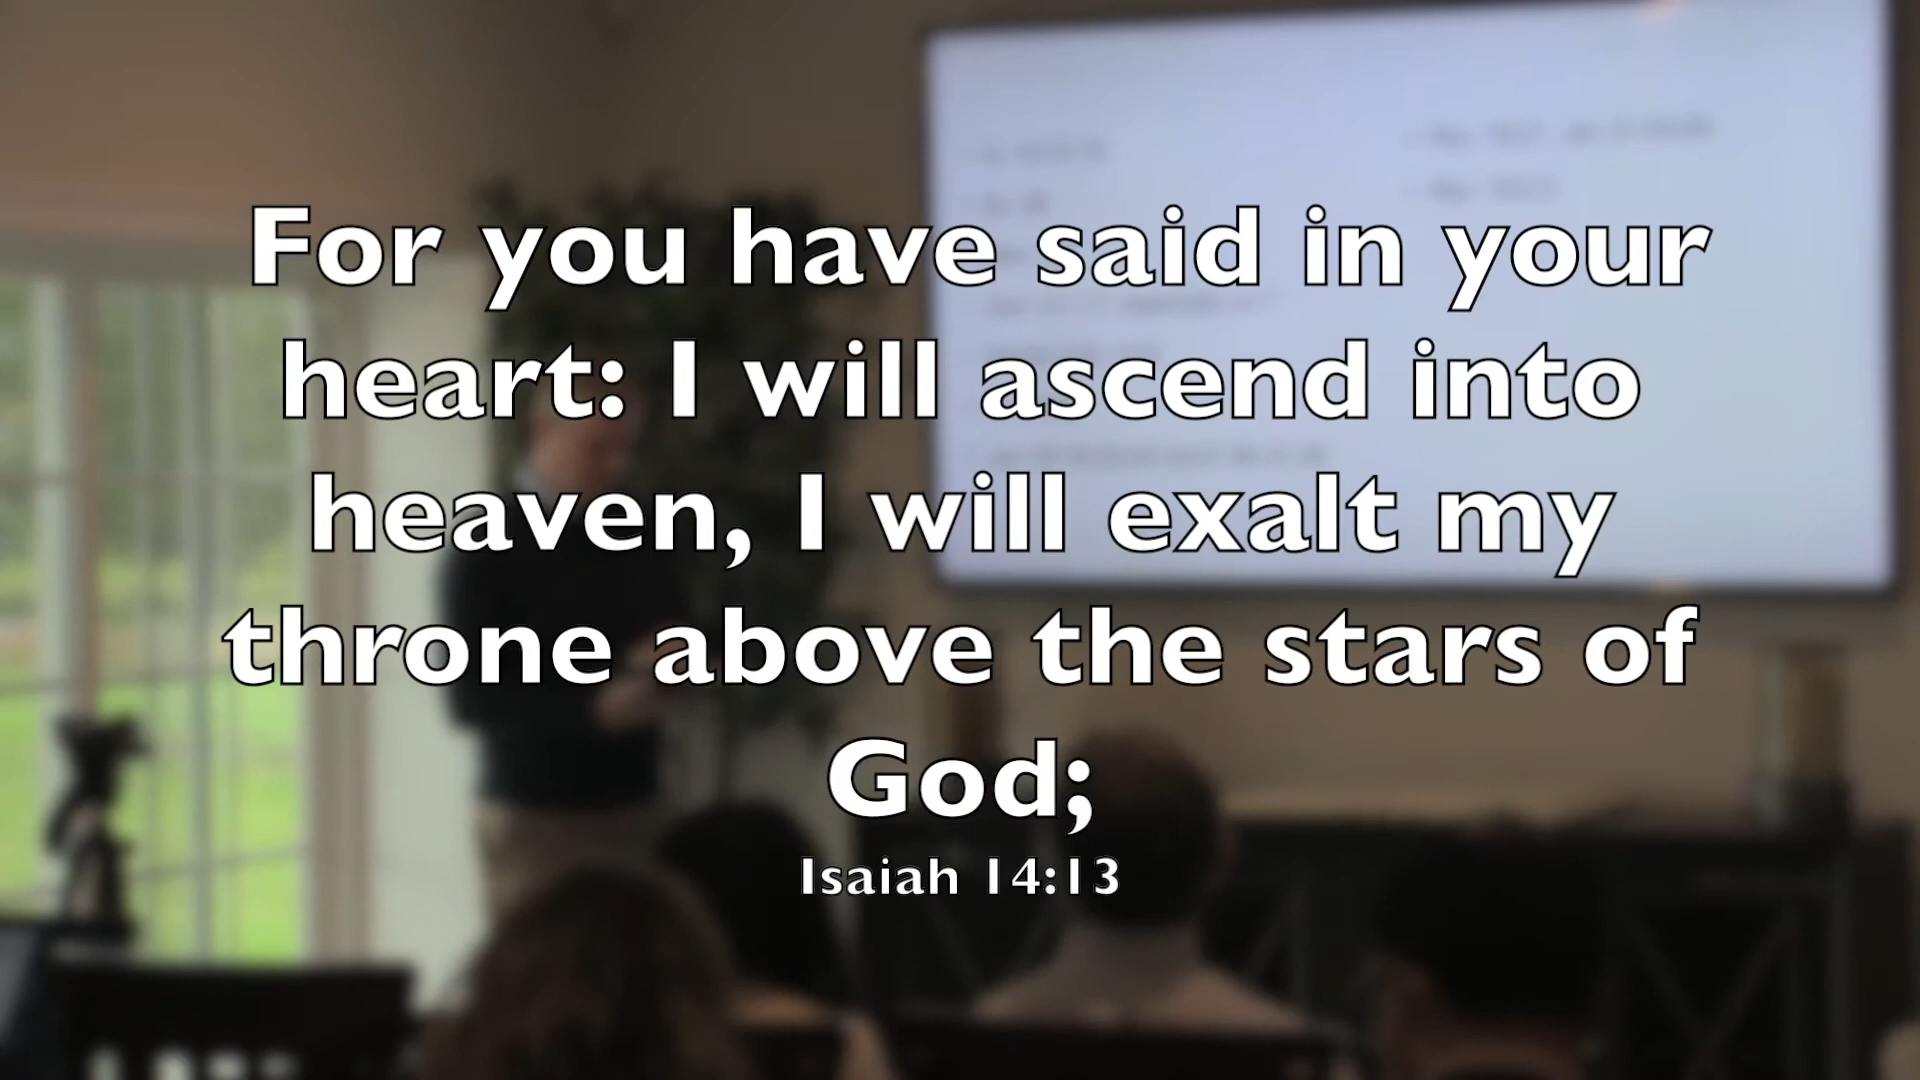 For you have said in your
heart: I will ascend into
heaven, I will exalt my
throne above the stars of
God;
Isaiah 14:13